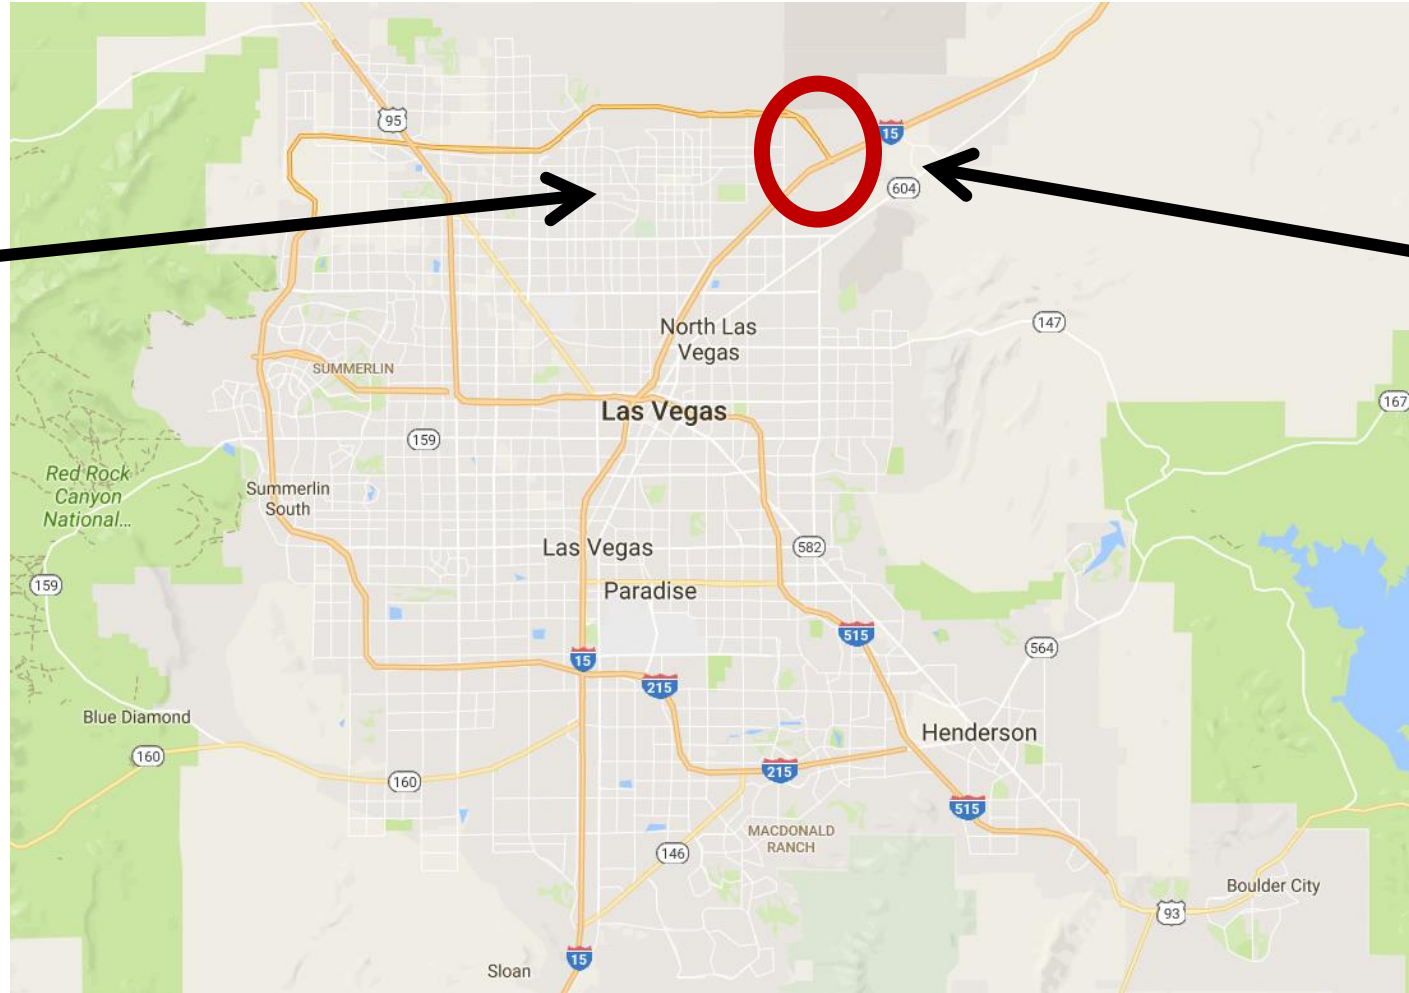 95
15
604
North Las
Vegas
147
SUMMERLIN
167
Las Vegas
159
Red Rock
Canyon
National...
Summerlin
South
Las Vegas
582
159
Paradise
515
564
15
215
Blue Diamond
Henderson
160
215
160
515
MACDONALD
RANCH
146
Boulder City
93
Sloan
15